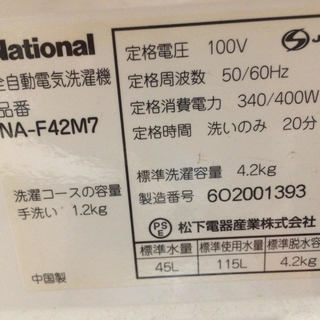 National
全自動電気洗濯機
品番
NA-F42M7
洗濯コースの容量
手洗い 1.2kg
中国製
定格電圧 100V
定格周波数 50/60Hz
定格消費電力 340/400W
定格時間 洗いのみ 20分
標準洗濯容量 4.2kg
製造番号 602001393
PSE 松下電器産業株式会社
標準水量 標準使用水量 標準脱水容
45L 115L 4.2kg